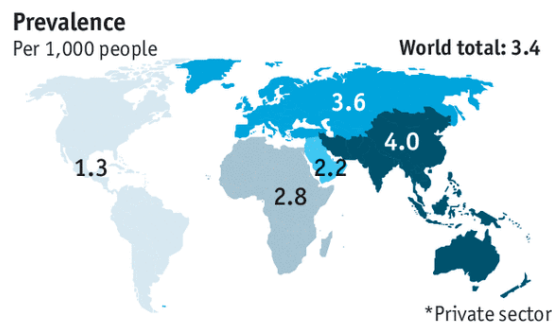 Prevalence
Per 1,000 people
World total: 3.4
3.6
4.0
1.3
2.2
2.8
*Private sector